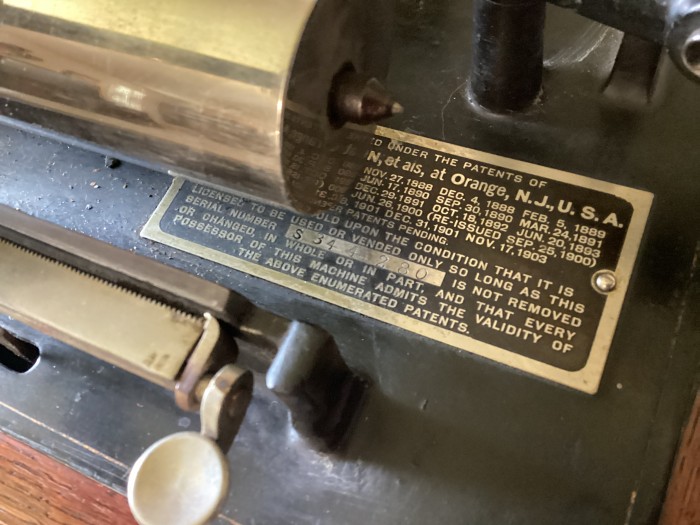 UNDER THE PATENTS OF
N, et als, at Orange, N.J., U.S.A.
NOV. 27, 1888 DEC. 4, 1888 FEB. 5, 1889
JUN. 17, 1890 SEP. 30, 1890 MAR. 24, 1891
DEC. 29, 1891 OCT. 18, 1892 JUN. 20, 1893
JUN. 26, 1900 (RE-ISSUED SEP. 25, 1900)
1901 DEC. 31, 1901 NOV. 17, 1903
PATENTS PENDING.
SOLD UPON THE CONDITION THAT IT IS
LICENSED TO BE USED OR VENDED ONLY SO LONG AS THIS
SERIAL NUMBER IS NOT REMOVED
OR CHANGED IN WHOLE OR IN PART, AND THAT EVERY
POSSESSOR OF THIS MACHINE ADMITS THE VALIDITY OF
THE ABOVE ENUMERATED PATENTS.